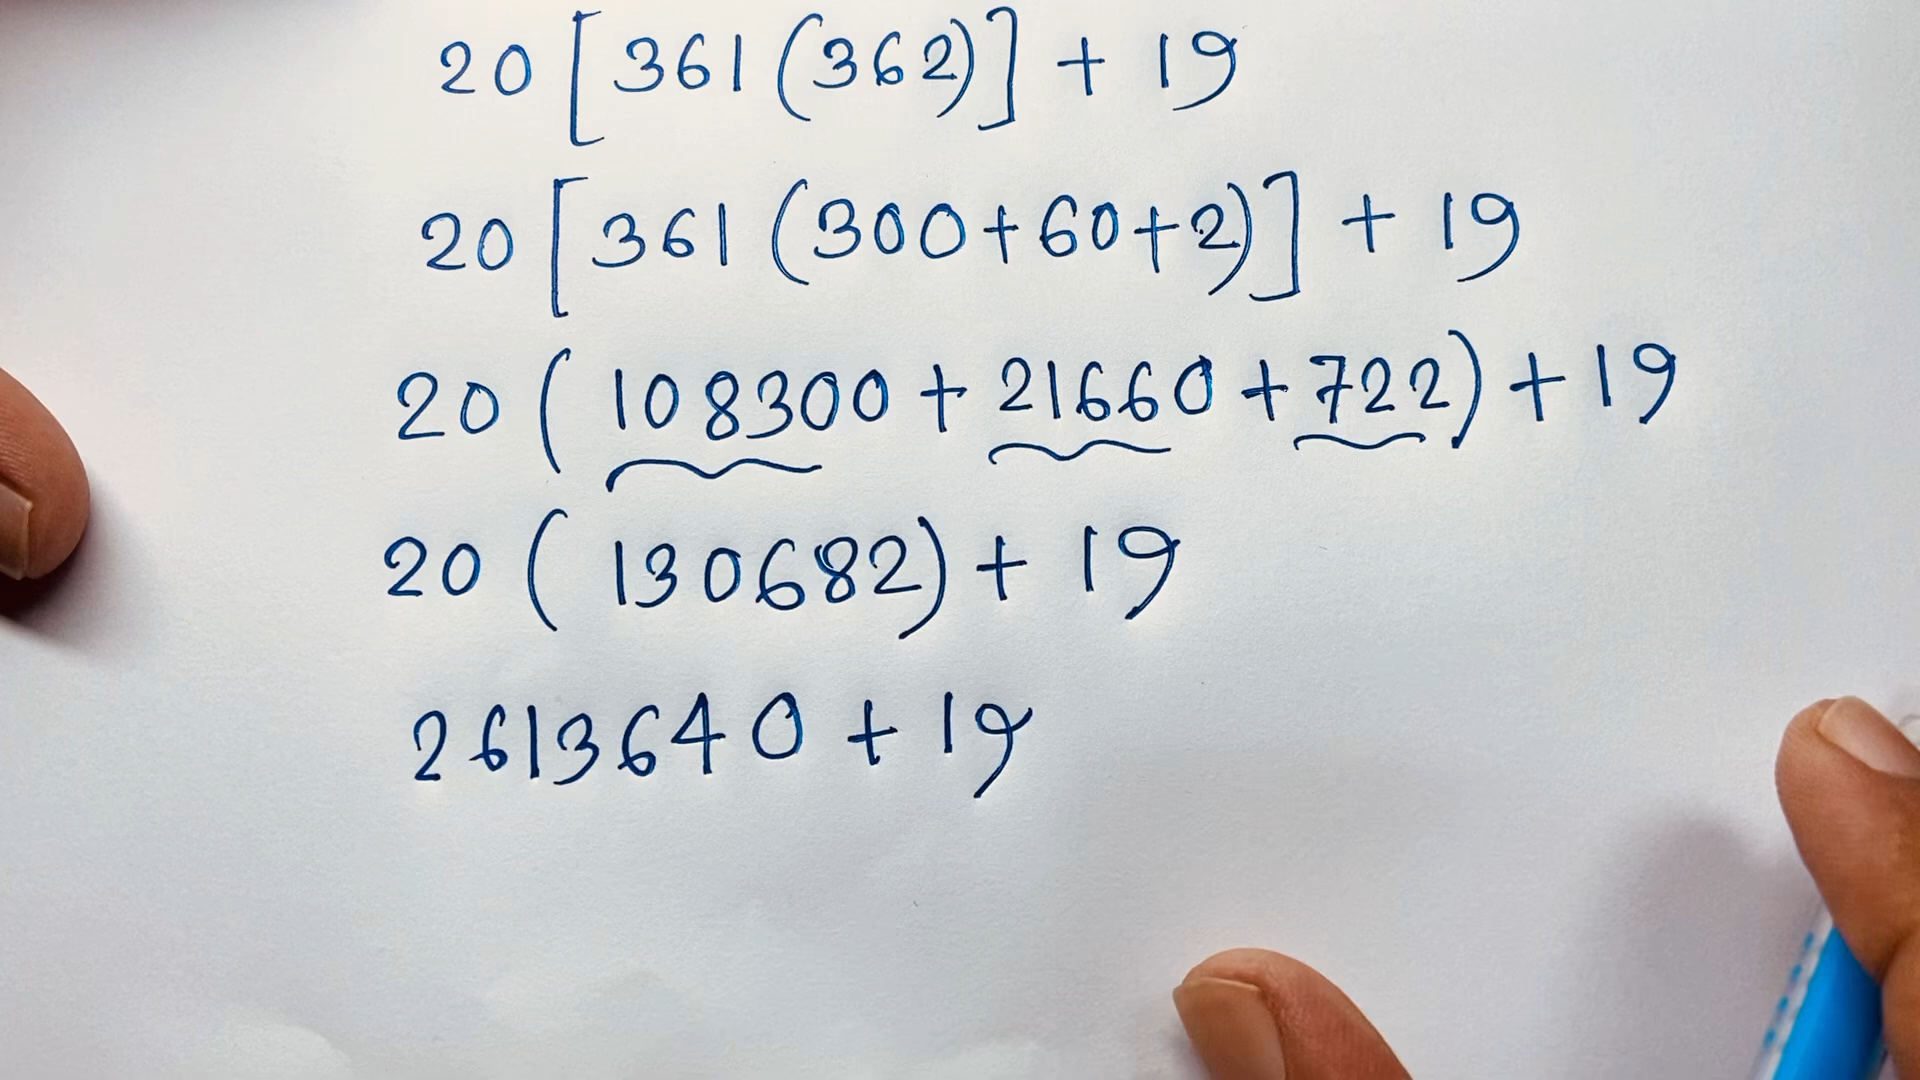 20 [361 (362)] + 19
20 [361 (300+60+2)] + 19
20 (108300 + 21660 + 722) + 19
20 (130682) + 19
2613640 + 19